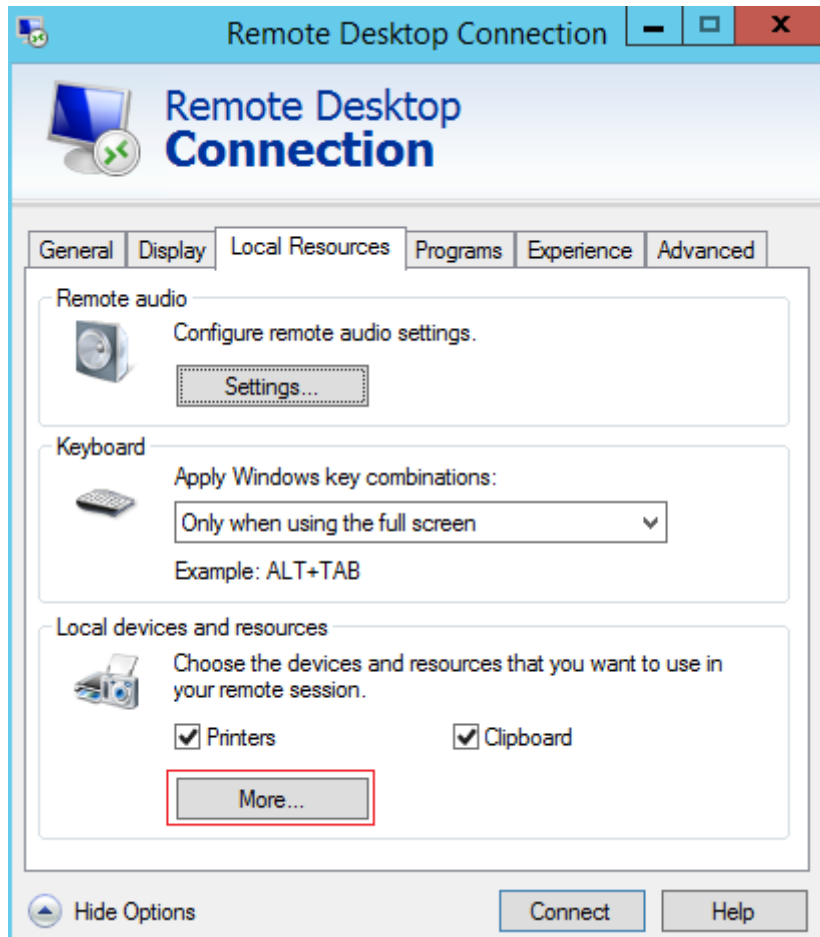 Remote Desktop Connection
x
Remote Desktop
Connection
General Display Local Resources Programs Experience Advanced
Remote audio
Configure remote audio settings.
Settings...
Keyboard
Apply Windows key combinations:
Only when using the full screen
Example: ALT+TAB
Local devices and resources
Choose the devices and resources that you want to use in
your remote session.
Printers Clipboard
More...
Hide Options Connect Help